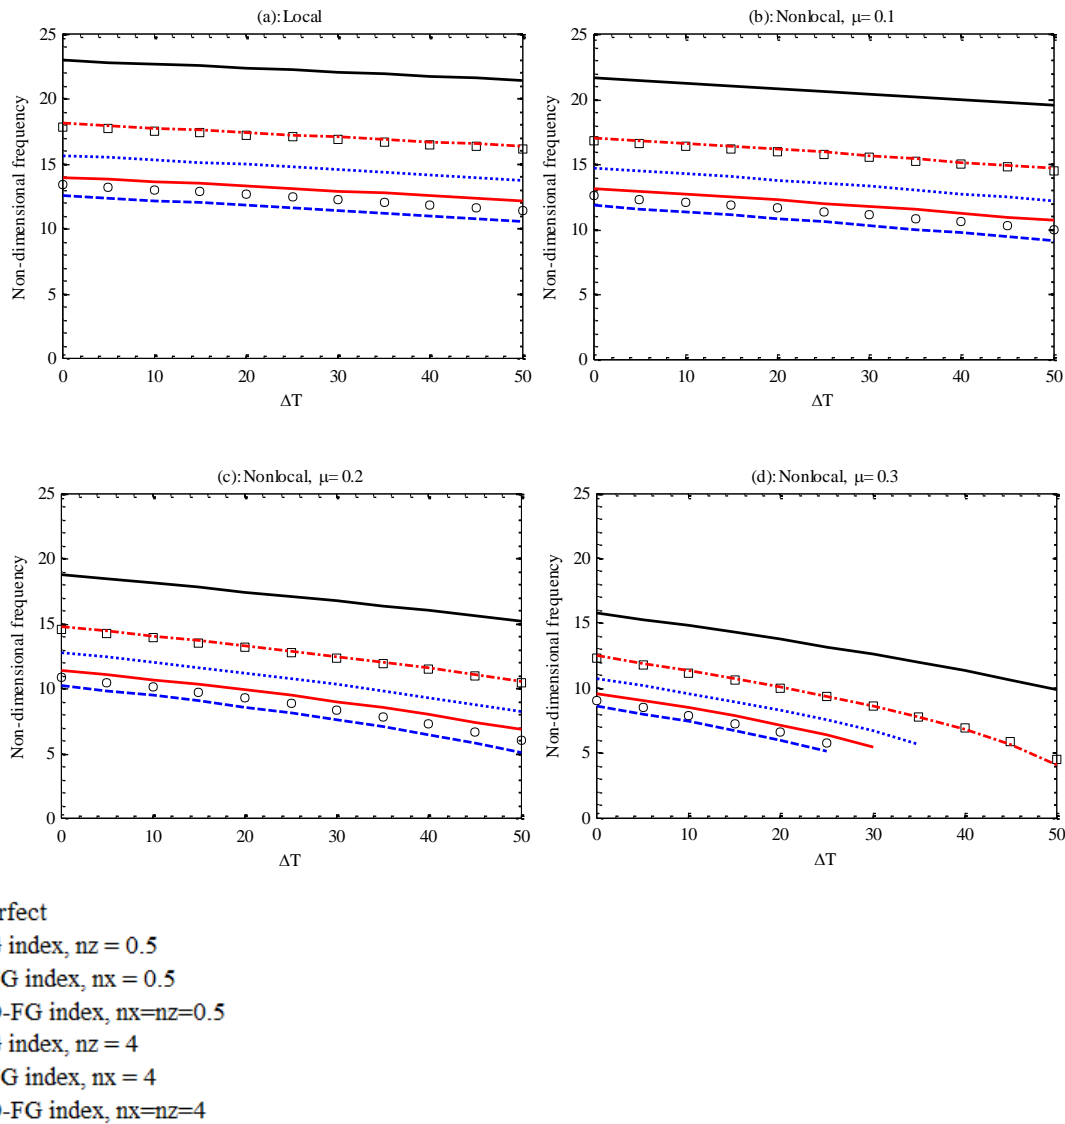 (a): Local
25
20
15
10
5
0
Non-dimensional frequency
0 10 20 30 40 50
ΔT
(b): Nonlocal, μ= 0.1
25
20
15
10
5
0
Non-dimensional frequency
0 10 20 30 40 50
ΔT
(c): Nonlocal, μ= 0.2
25
20
15
10
5
0
Non-dimensional frequency
0 10 20 30 40 50
ΔT
(d): Nonlocal, μ= 0.3
25
20
15
10
5
0
Non-dimensional frequency
0 10 20 30 40 50
ΔT
rfect
index, nz = 0.5
G index, nx = 0.5
-FG index, nx=nz=0.5
index, nz = 4
G index, nx = 4
-FG index, nx=nz=4